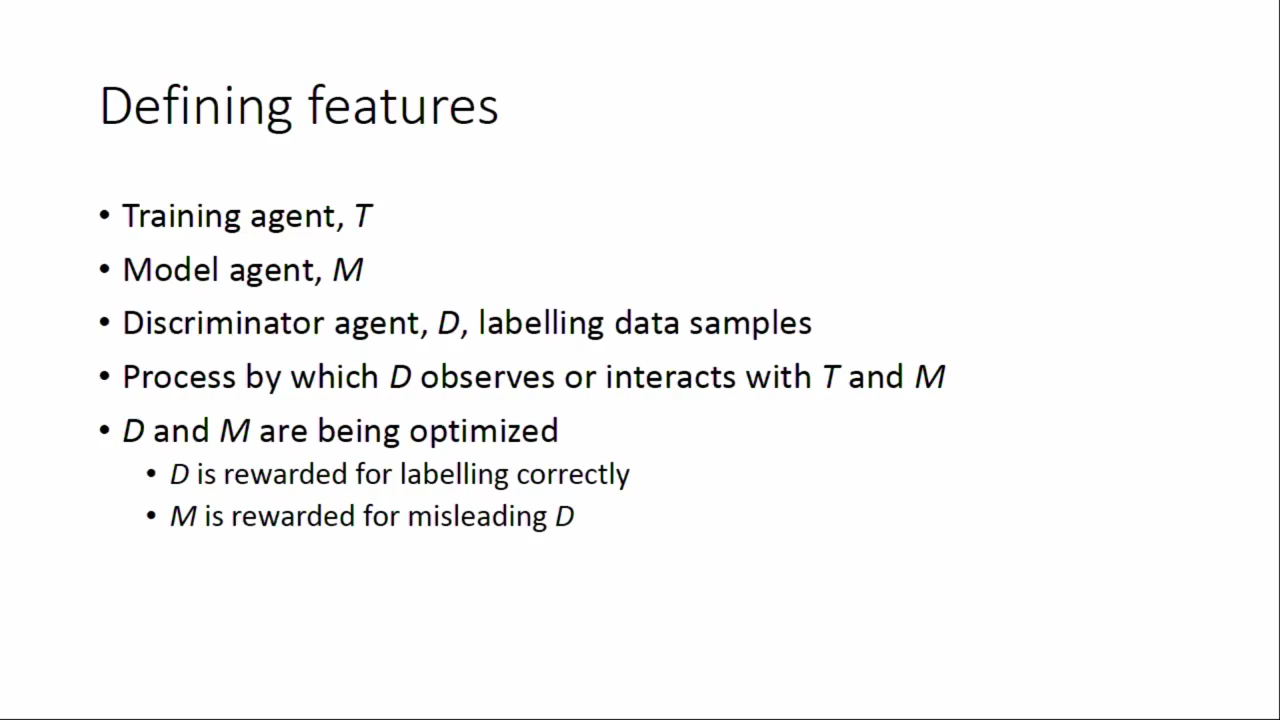 Defining features
• Training agent, T
• Model agent, M
• Discriminator agent, D, labelling data samples
• Process by which D observes or interacts with T and M
• D and M are being optimized
• D is rewarded for labelling correctly
• M is rewarded for misleading D